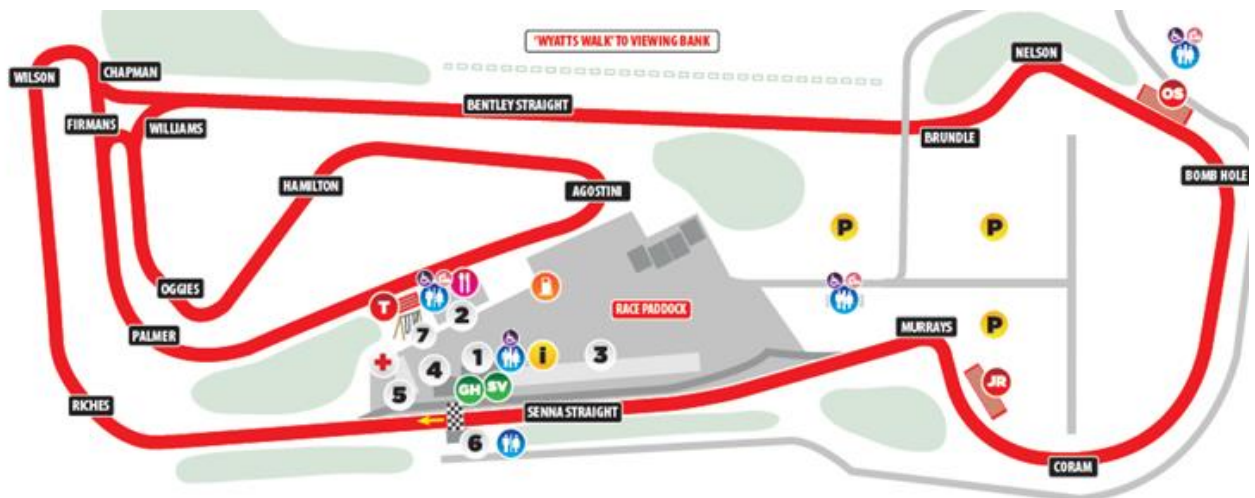 'WYATTS WALK' TO VIEWING BANK
NELSON
WILSON
CHAPMAN
OS
BENTLEY STRAIGHT
FIRMANS
WILLIAMS
BRUNDLE
BOMB HOLE
HAMILTON
AGOSTINI
P
P
OGGIES
T
2
RACE PADDOCK
PALMER
7
MURRAYS
P
1
i
3
4
5
GH
SV
JR
RICHES
SENNA STRAIGHT
6
CORAM